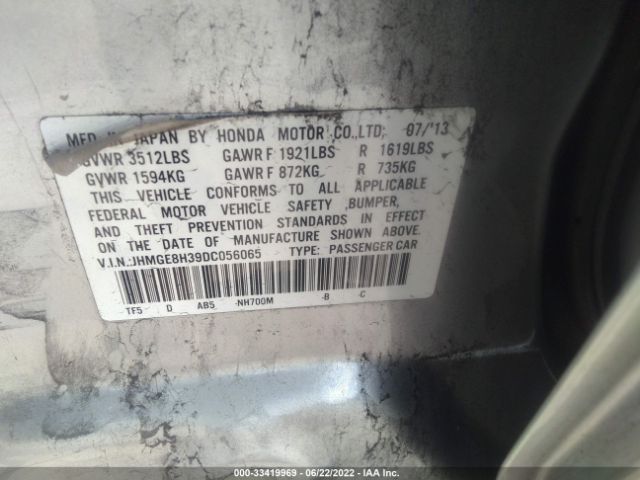 MFD. IN JAPAN BY HONDA MOTOR CO.,LTD; 07/'13
GVWR 3512LBS GAWR F 1921LBS R 1619LBS
GVWR 1594KG GAWR F 872KG R 735KG
THIS VEHICLE CONFORMS TO ALL APPLICABLE
FEDERAL MOTOR VEHICLE SAFETY ,BUMPER,
AND THEFT PREVENTION STANDARDS IN EFFECT
ON THE DATE OF MANUFACTURE SHOWN ABOVE.
V.I.N.:JHMGE8H39DC056065 TYPE: PASSENGER CAR
TF5 D AB5 -NH700M -B -C
000-33419969 - 06/22/2022 - IAA Inc.